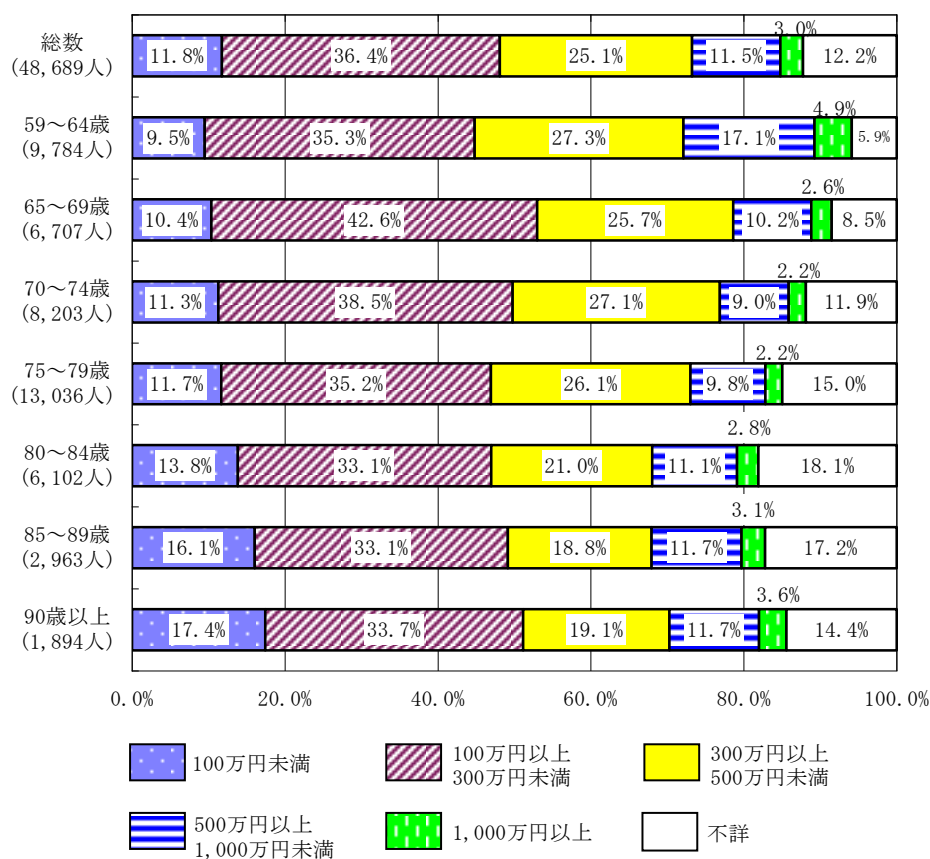 総数
(48,689人)
11.8%
36.4%
25.1%
11.5%
3.0%
12.2%
59～64歳
(9,784人)
9.5%
35.3%
27.3%
17.1%
4.9%
5.9%
65～69歳
(6,707人)
10.4%
42.6%
25.7%
10.2%
2.6%
8.5%
70～74歳
(8,203人)
11.3%
38.5%
27.1%
9.0%
2.2%
11.9%
75～79歳
(13,036人)
11.7%
35.2%
26.1%
9.8%
2.2%
15.0%
80～84歳
(6,102人)
13.8%
33.1%
21.0%
11.1%
2.8%
18.1%
85～89歳
(2,963人)
16.1%
33.1%
18.8%
11.7%
3.1%
17.2%
90歳以上
(1,894人)
17.4%
33.7%
19.1%
11.7%
3.6%
14.4%
0.0%
20.0%
40.0%
60.0%
80.0%
100.0%
100万円未満
100万円以上
300万円未満
300万円以上
500万円未満
500万円以上
1,000万円未満
1,000万円以上
不詳